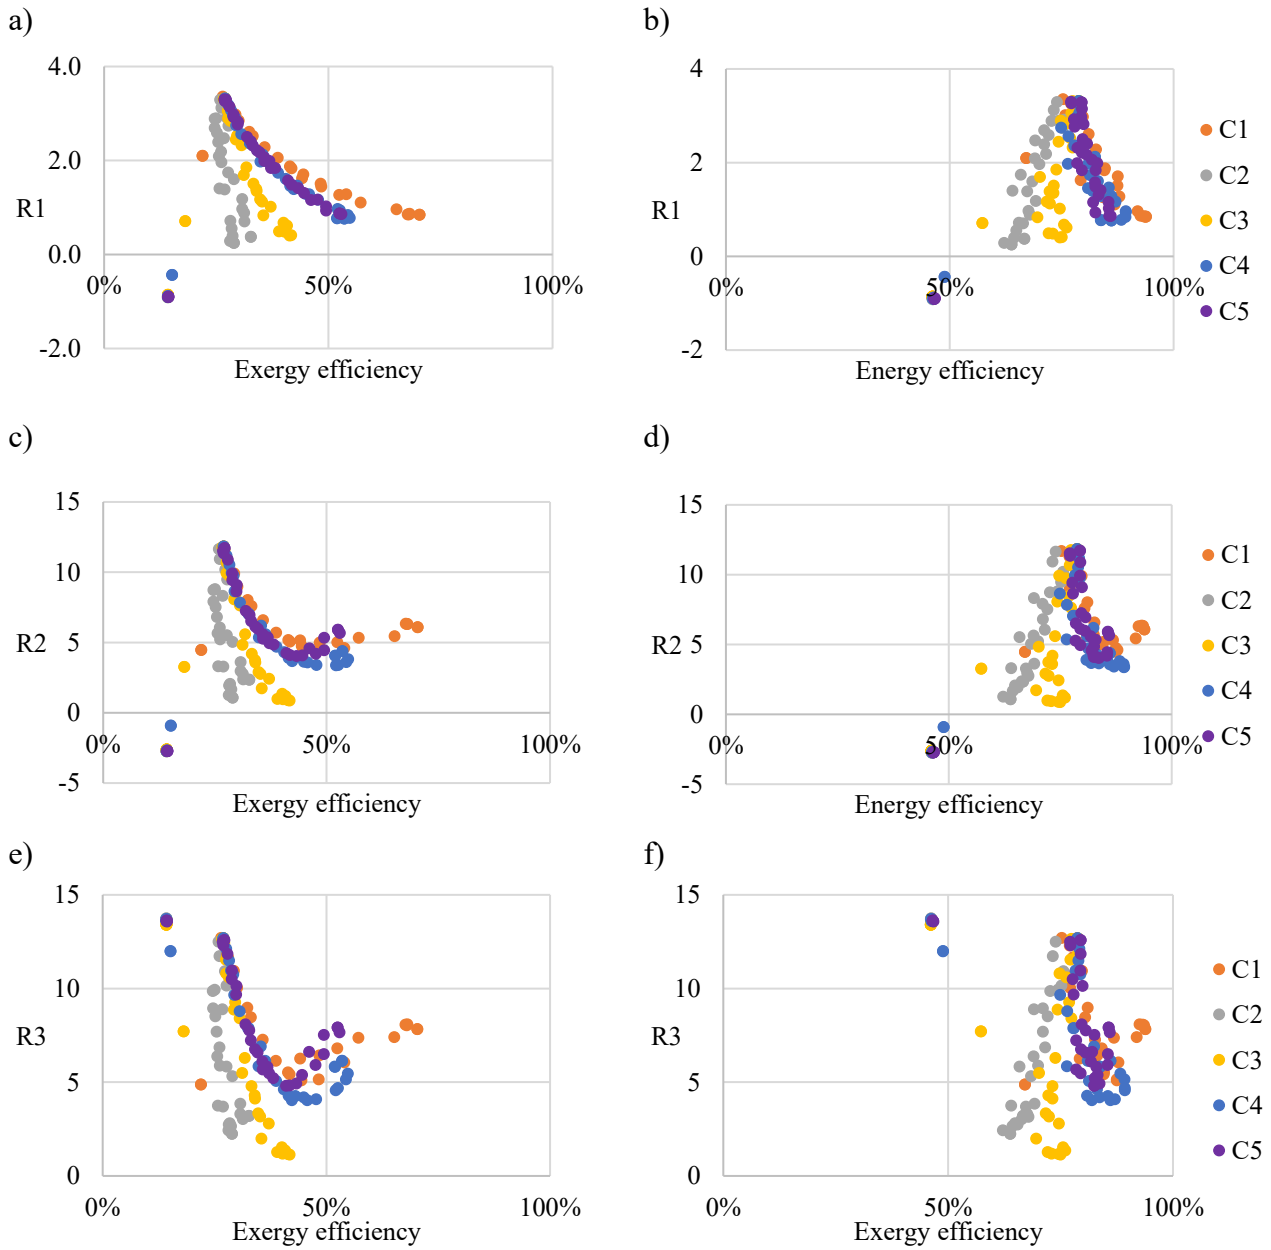 a)
4.0
2.0
R1
0.0
0%
50%
100%
-2.0
Exergy efficiency
b)
4
2
R1
0
0%
50%
100%
-2
Energy efficiency
C1
C2
C3
C4
C5
c)
15
10
R2
5
0
0%
50%
100%
-5
Exergy efficiency
d)
15
10
R2
5
0
0%
50%
100%
-5
Energy efficiency
C1
C2
C3
C4
C5
e)
15
10
R3
5
0
0%
50%
100%
Exergy efficiency
f)
15
10
R3
5
0
0%
50%
100%
Exergy efficiency
C1
C2
C3
C4
C5